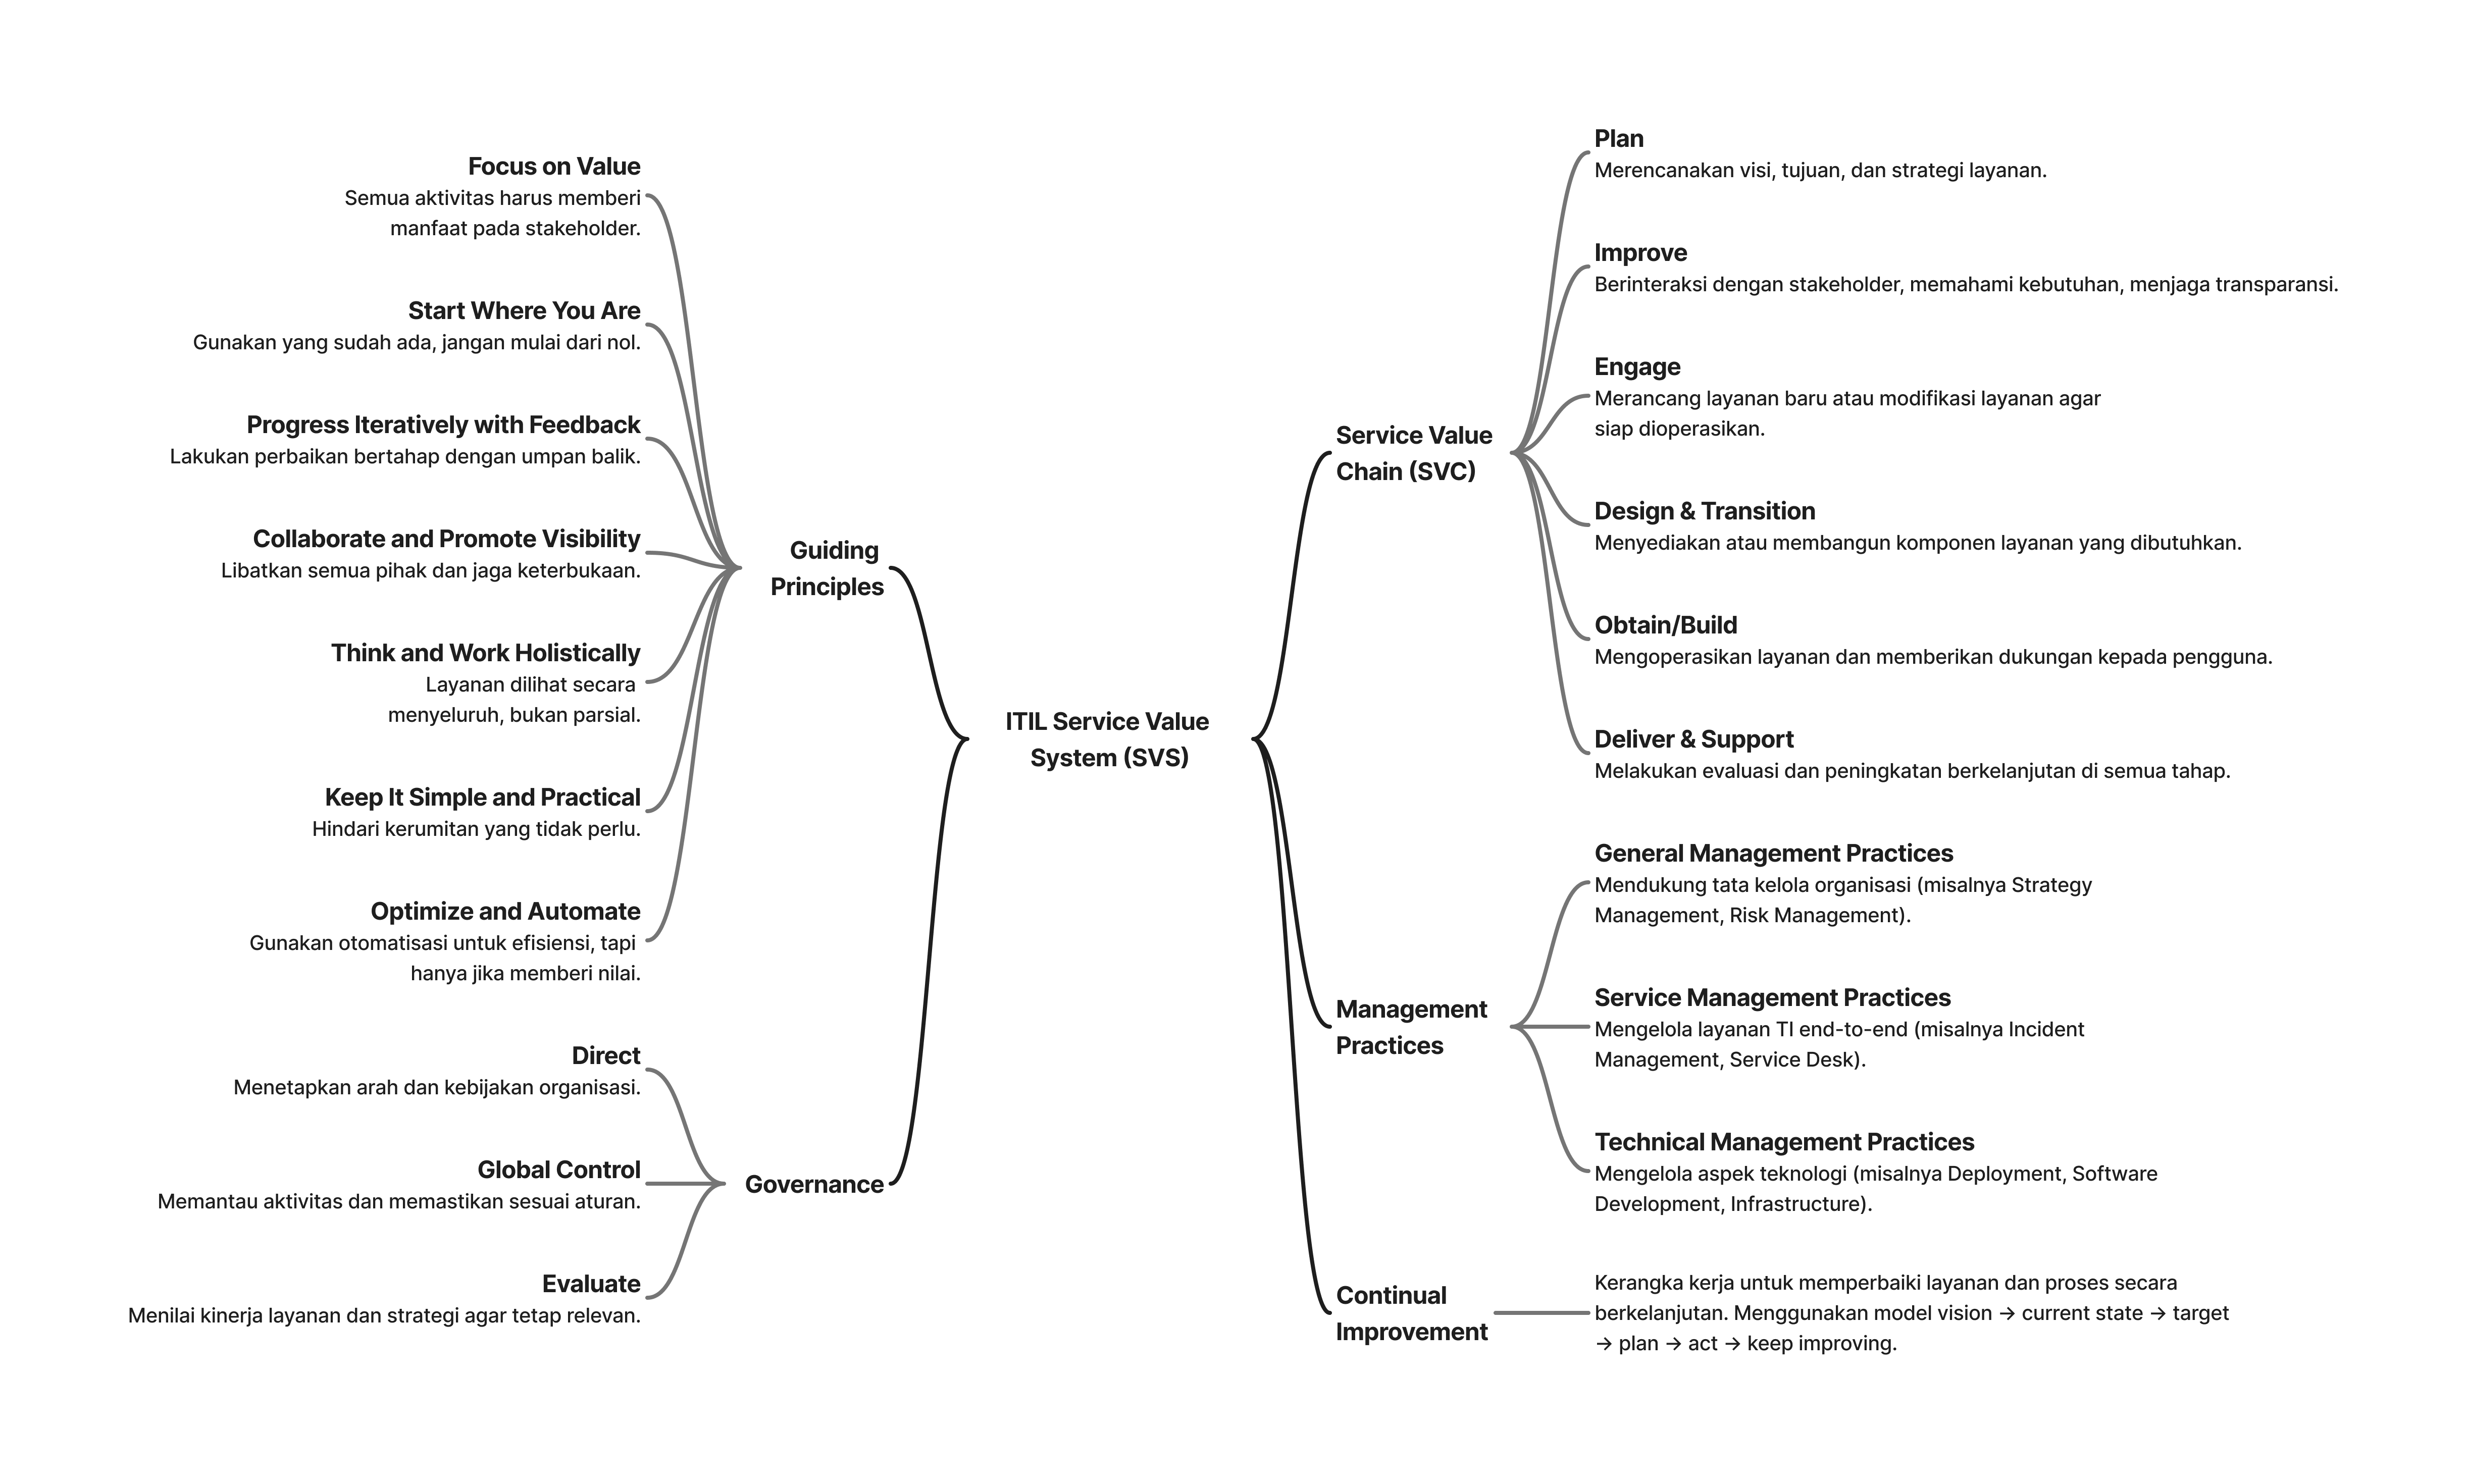 Focus on Value
Semua aktivitas harus memberi
manfaat pada stakeholder.
Start Where You Are
Gunakan yang sudah ada, jangan mulai dari nol.
Progress Iteratively with Feedback
Lakukan perbaikan bertahap dengan umpan balik.
Collaborate and Promote Visibility
Libatkan semua pihak dan jaga keterbukaan.
Think and Work Holistically
Layanan dilihat secara
menyeluruh, bukan parsial.
Keep It Simple and Practical
Hindari kerumitan yang tidak perlu.
Optimize and Automate
Gunakan otomatisasi untuk efisiensi, tapi
hanya jika memberi nilai.
Guiding
Principles
Direct
Menetapkan arah dan kebijakan organisasi.
Global Control
Memantau aktivitas dan memastikan sesuai aturan.
Evaluate
Menilai kinerja layanan dan strategi agar tetap relevan.
Governance
ITIL Service Value
System (SVS)
Service Value
Chain (SVC)
Plan
Merencanakan visi, tujuan, dan strategi layanan.
Improve
Berinteraksi dengan stakeholder, memahami kebutuhan, menjaga transparansi.
Engage
Merancang layanan baru atau modifikasi layanan agar
siap dioperasikan.
Design & Transition
Menyediakan atau membangun komponen layanan yang dibutuhkan.
Obtain/Build
Mengoperasikan layanan dan memberikan dukungan kepada pengguna.
Deliver & Support
Melakukan evaluasi dan peningkatan berkelanjutan di semua tahap.
Management
Practices
General Management Practices
Mendukung tata kelola organisasi (misalnya Strategy
Management, Risk Management).
Service Management Practices
Mengelola layanan TI end-to-end (misalnya Incident
Management, Service Desk).
Technical Management Practices
Mengelola aspek teknologi (misalnya Deployment, Software
Development, Infrastructure).
Continual
Improvement
Kerangka kerja untuk memperbaiki layanan dan proses secara
berkelanjutan. Menggunakan model vision → current state → target
→ plan → act → keep improving.